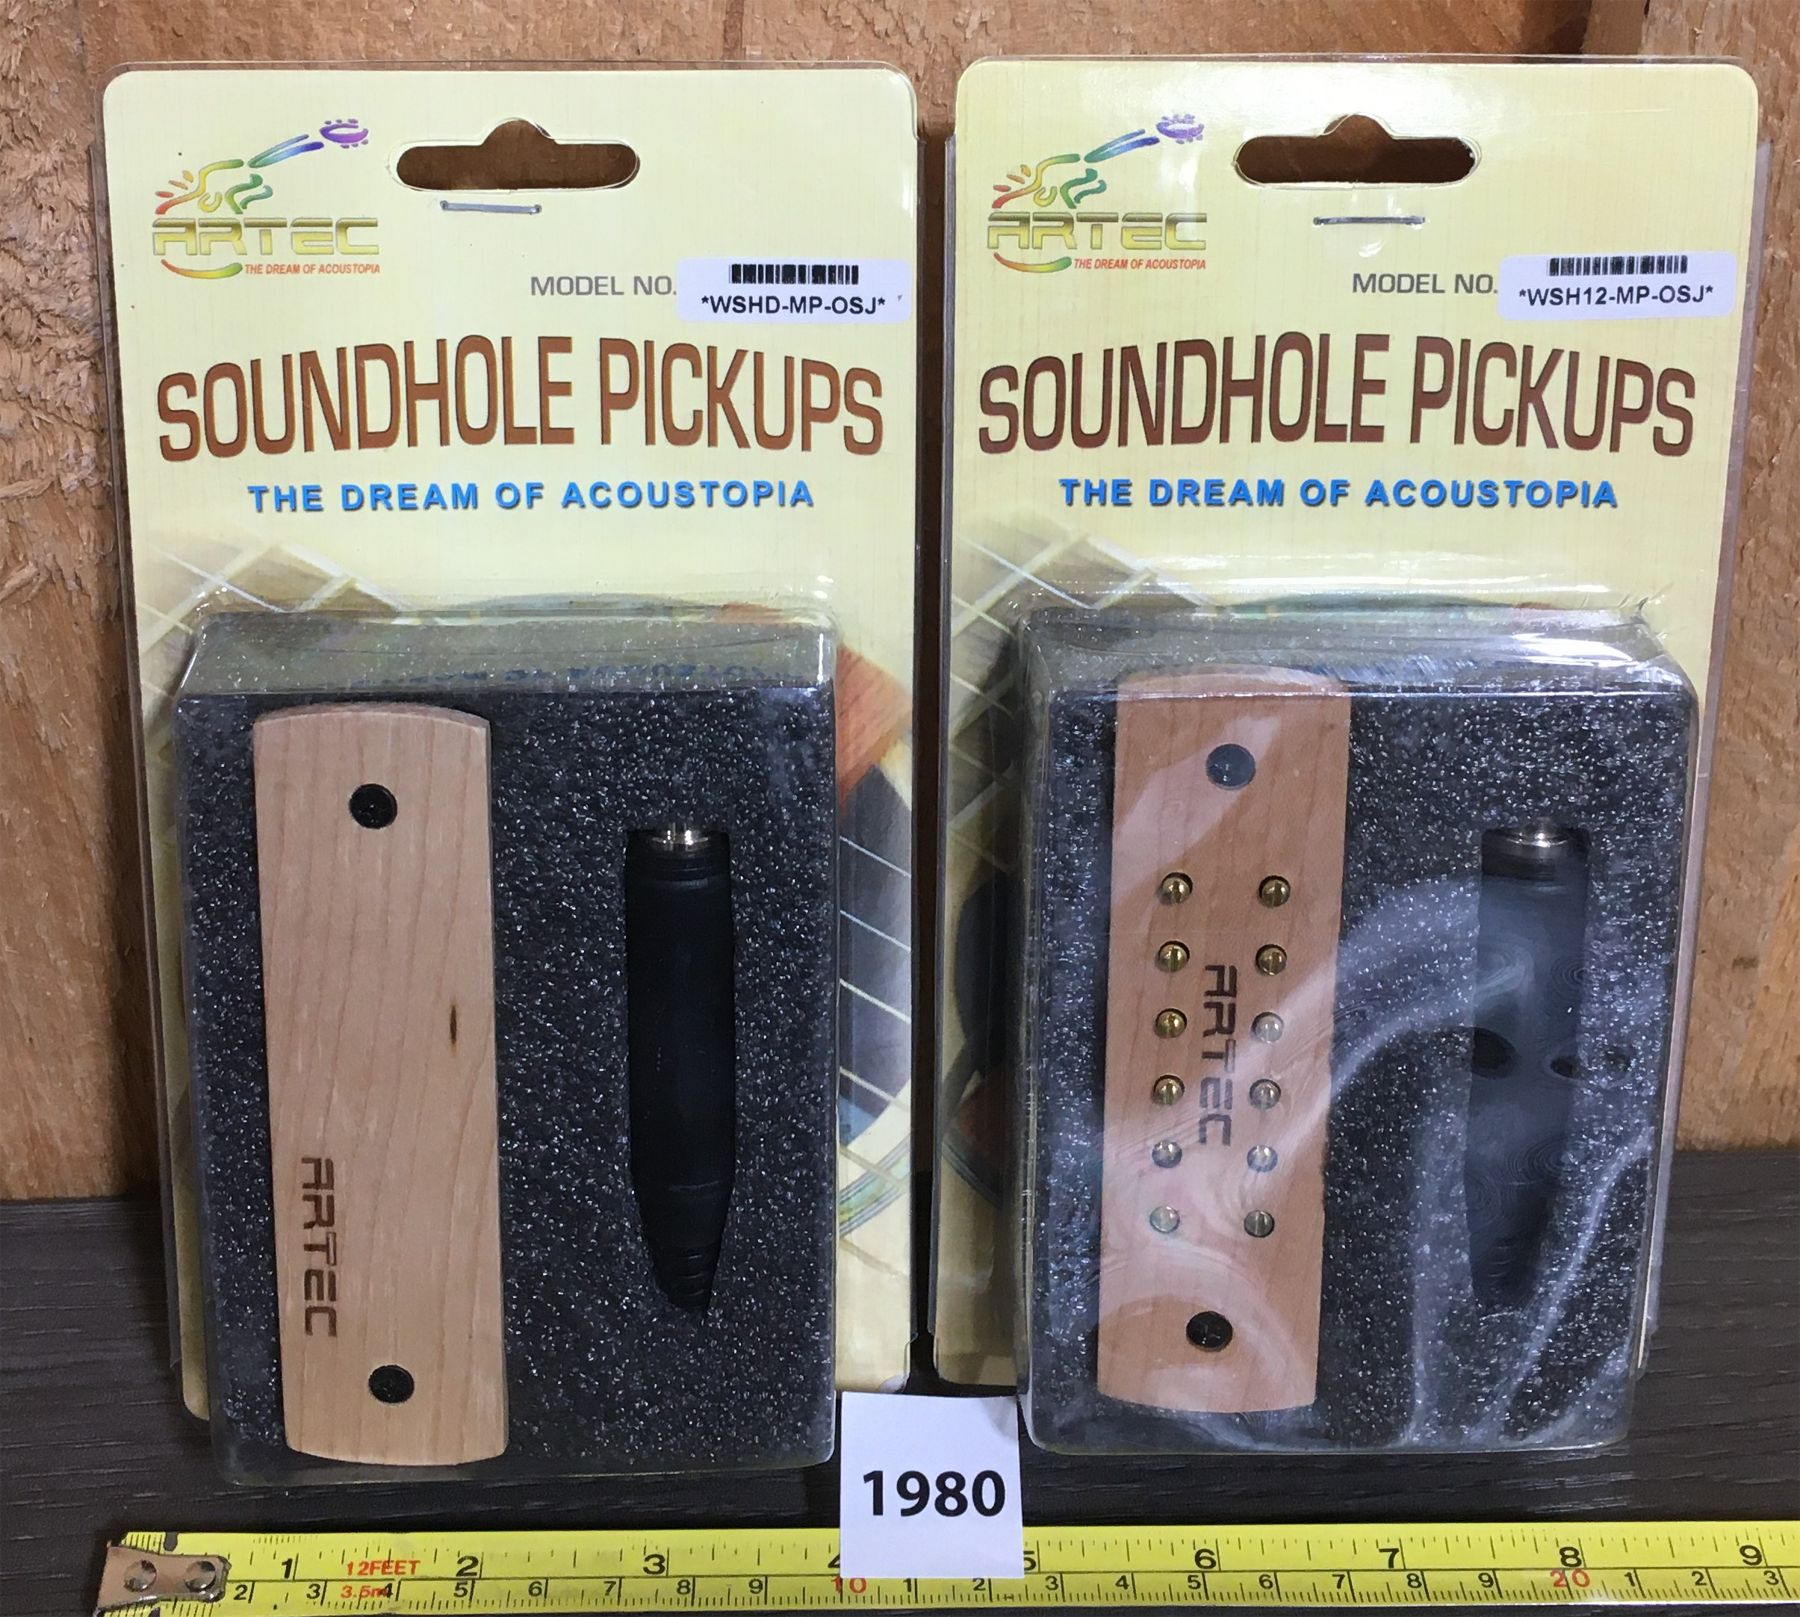 ARTEC
THE DREAM OF ACOUSTOPIA
MODEL NO.
*WSHD-MP-OSJ*
SOUNDHOLE PICKUPS
THE DREAM OF ACOUSTOPIA
ARTEC
ARTEC
THE DREAM OF ACOUSTOPIA
MODEL NO.
*WSH12-MP-OSJ*
SOUNDHOLE PICKUPS
THE DREAM OF ACOUSTOPIA
ARTEC
1980
1 12FEET 2 3 4 5 6 7 8 9
2 3 3.5m 4 5 6 7 8 9 10 1 2 3 4 5 6 7 8 9 20 1 2 3